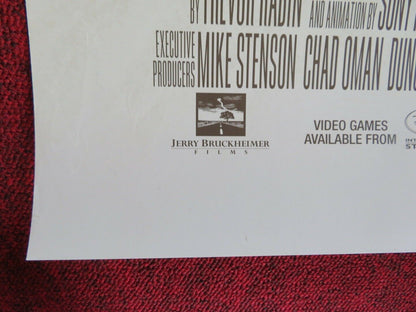 BY TREVOR RABIN AND ANIMATION BY SONY
EXECUTIVE PRODUCERS MIKE STENSON CHAD OMAN DUNC
JERRY BRUCKHEIMER
FILMS
VIDEO GAMES
AVAILABLE FROM